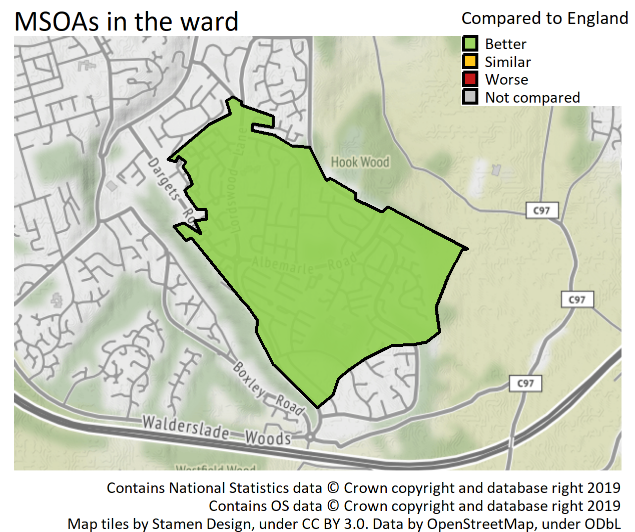 MSOAs in the ward
Compared to England
Better
Similar
Worse
Not compared
Hook Wood
Dargets Ro
C97
Albemarle Road
C97
C97
Boxley Road
Walderslade Woods
Westfield Wood
Contains National Statistics data © Crown copyright and database right 2019
Contains OS data © Crown copyright and database right 2019
Map tiles by Stamen Design, under CC BY 3.0. Data by OpenStreetMap, under ODbL